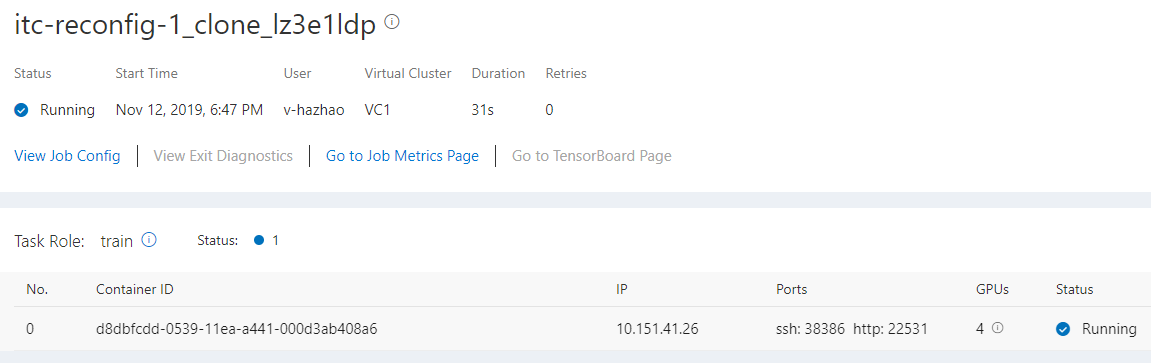 itc-reconfig-1_clone_lz3e1ldp
Status Start Time User Virtual Cluster Duration Retries
Running Nov 12, 2019, 6:47 PM v-hazhao VC1 31s 0
View Job Config View Exit Diagnostics Go to Job Metrics Page Go to TensorBoard Page
Task Role: train Status: 1
No. Container ID IP Ports GPUs Status
0 d8dbfcdd-0539-11ea-a441-000d3ab408a6 10.151.41.26 ssh: 38386 http: 22531 4 Running